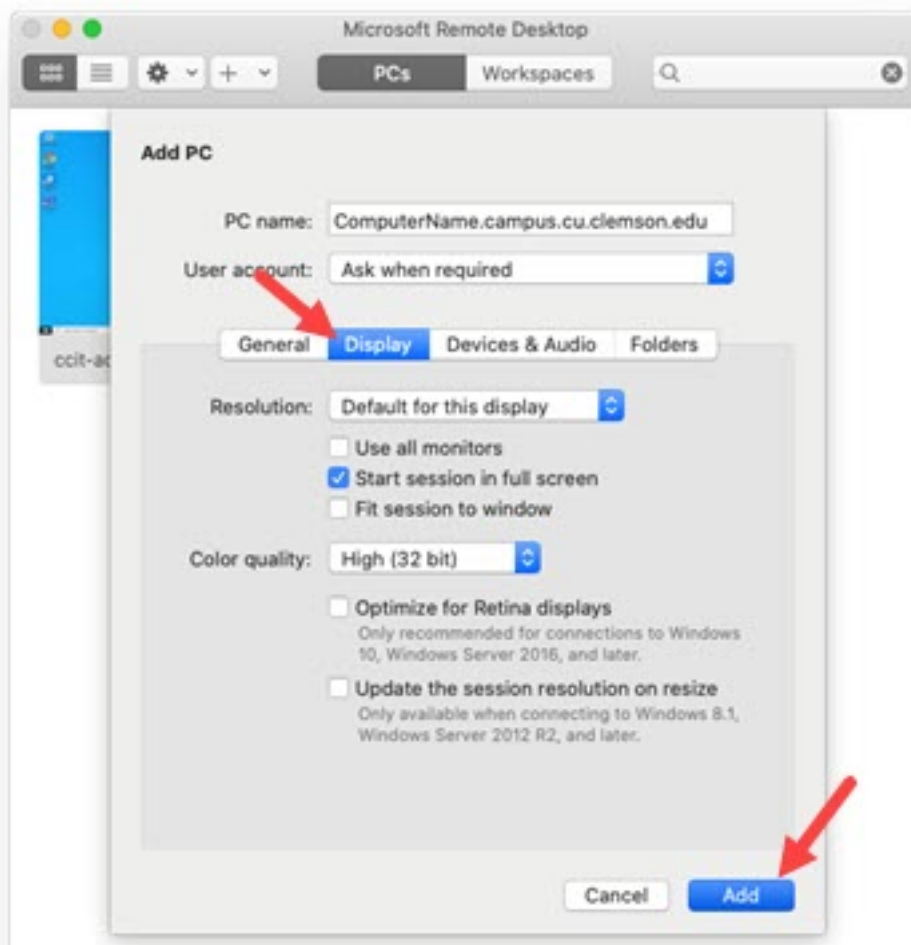 Microsoft Remote Desktop
PCs Workspaces
Add PC
PC name: ComputerName.campus.cu.clemson.edu
User account: Ask when required
General Display Devices & Audio Folders
ccit-ac
Resolution: Default for this display
Use all monitors
Start session in full screen
Fit session to window
Color quality: High (32 bit)
Optimize for Retina displays
Only recommended for connections to Windows
10, Windows Server 2016, and later.
Update the session resolution on resize
Only available when connecting to Windows 8.1,
Windows Server 2012 R2, and later.
Cancel Add